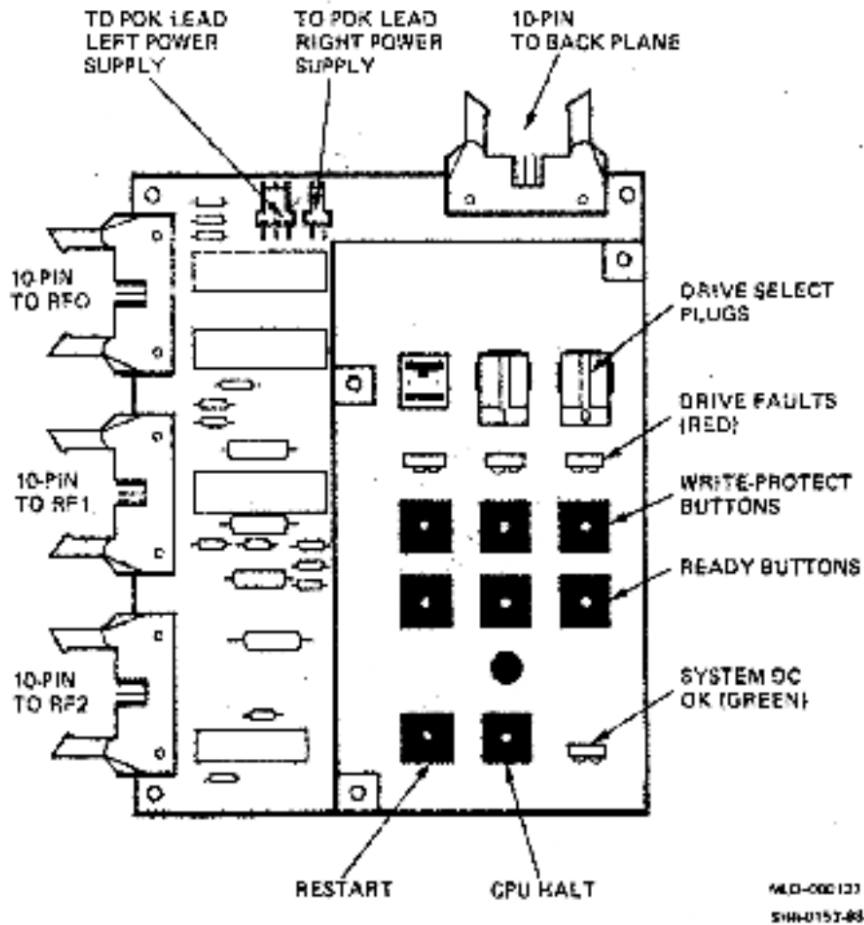 TO POK LEAD
LEFT POWER
SUPPLY
TO POK LEAD
RIGHT POWER
SUPPLY
10-PIN
TO BACK PLANE
10-PIN
TO RF0
DRIVE SELECT
PLUGS
DRIVE FAULTS
(RED)
10-PIN
TO RF1
WRITE-PROTECT
BUTTONS
READY BUTTONS
10-PIN
TO RF2
SYSTEM DC
OK (GREEN)
RESTART
CPU HALT